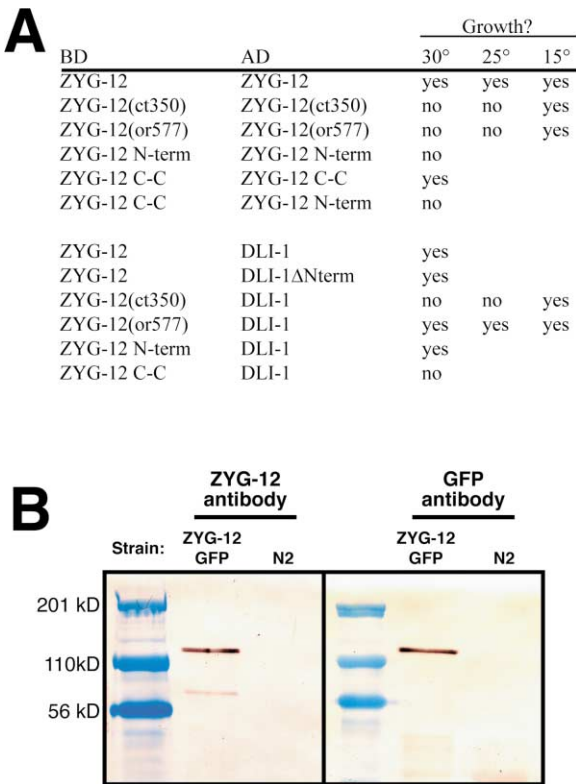 A
Growth?
BD AD 30° 25° 15°
ZYG-12 ZYG-12 yes yes yes
ZYG-12(ct350) ZYG-12(ct350) no no yes
ZYG-12(or577) ZYG-12(or577) no no yes
ZYG-12 N-term ZYG-12 N-term no
ZYG-12 C-C ZYG-12 C-C yes
ZYG-12 C-C ZYG-12 N-term no
ZYG-12 DLI-1 yes
ZYG-12 DLI-1ΔNterm yes
ZYG-12(ct350) DLI-1 no no yes
ZYG-12(or577) DLI-1 yes yes yes
ZYG-12 N-term DLI-1 yes
ZYG-12 C-C DLI-1 no
B
ZYG-12 GFP
antibody antibody
ZYG-12 ZYG-12
Strain: GFP N2 GFP N2
201 kD
110kD
56 kD